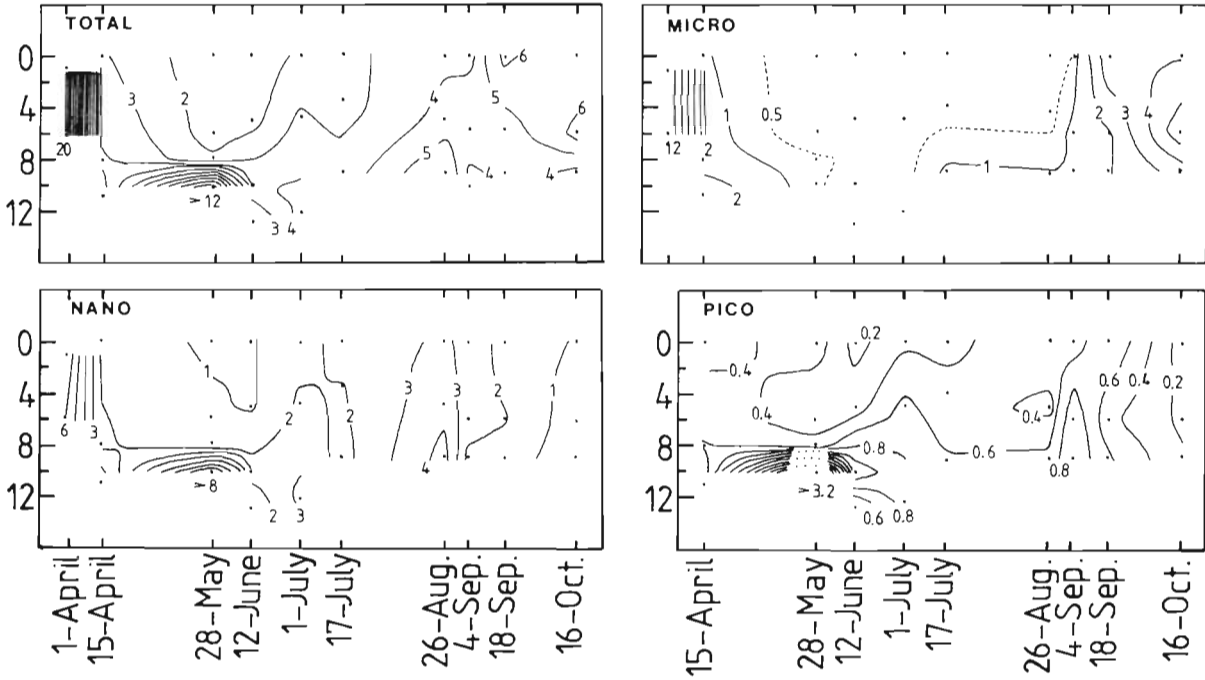 TOTAL
0
4
8
12
20
3
2
4
5
6
5
4
6
4
>12
3 4
MICRO
12 2
1
0.5
2
1
2
3
4
NANO
0
4
8
12
6 3
1
2
2
3
3
2
1
4
>8
2
3
PICO
0
4
8
12
0.4
0.2
0.4
0.8
0.6
0.4
0.8
0.6
0.4
0.2
>3.2
0.6
0.8
1-April
15-April
28-May
12-June
1-July
17-July
26-Aug.
4-Sep.
18-Sep.
16-Oct.
15-April
28-May
12-June
1-July
17-July
26-Aug.
4-Sep.
18-Sep.
16-Oct.